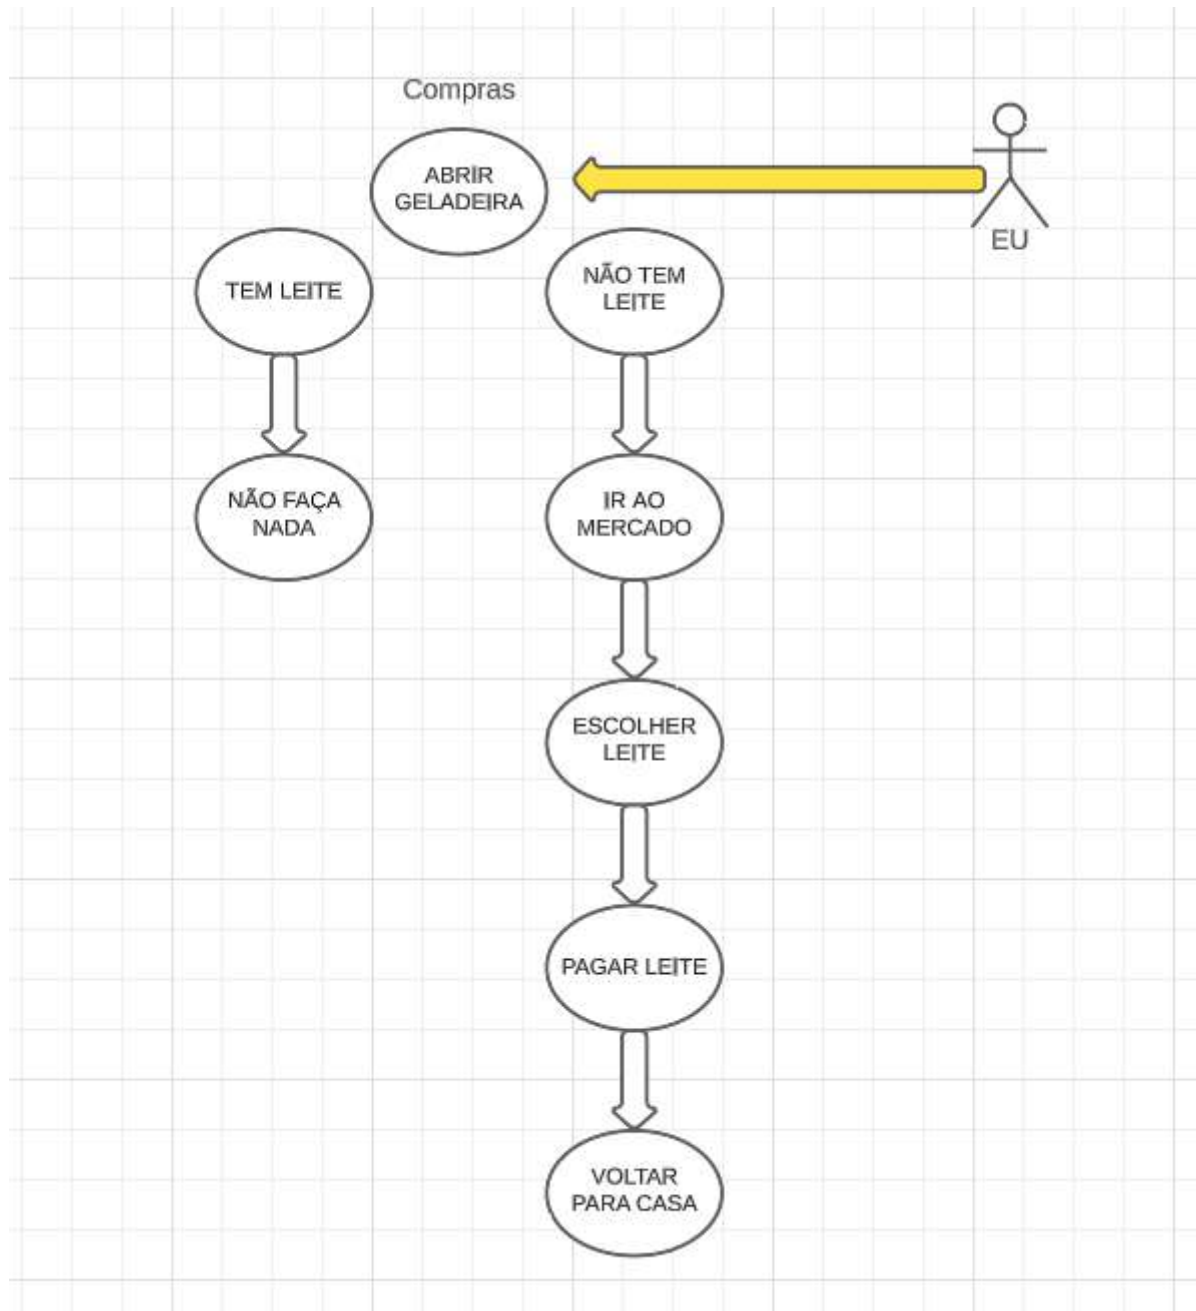 Compras
ABRIR
GELADEIRA
EU
TEM LEITE
NÃO TEM
LEITE
NÃO FAÇA
NADA
IR AO
MERCADO
ESCOLHER
LEITE
PAGAR LEITE
VOLTAR
PARA CASA